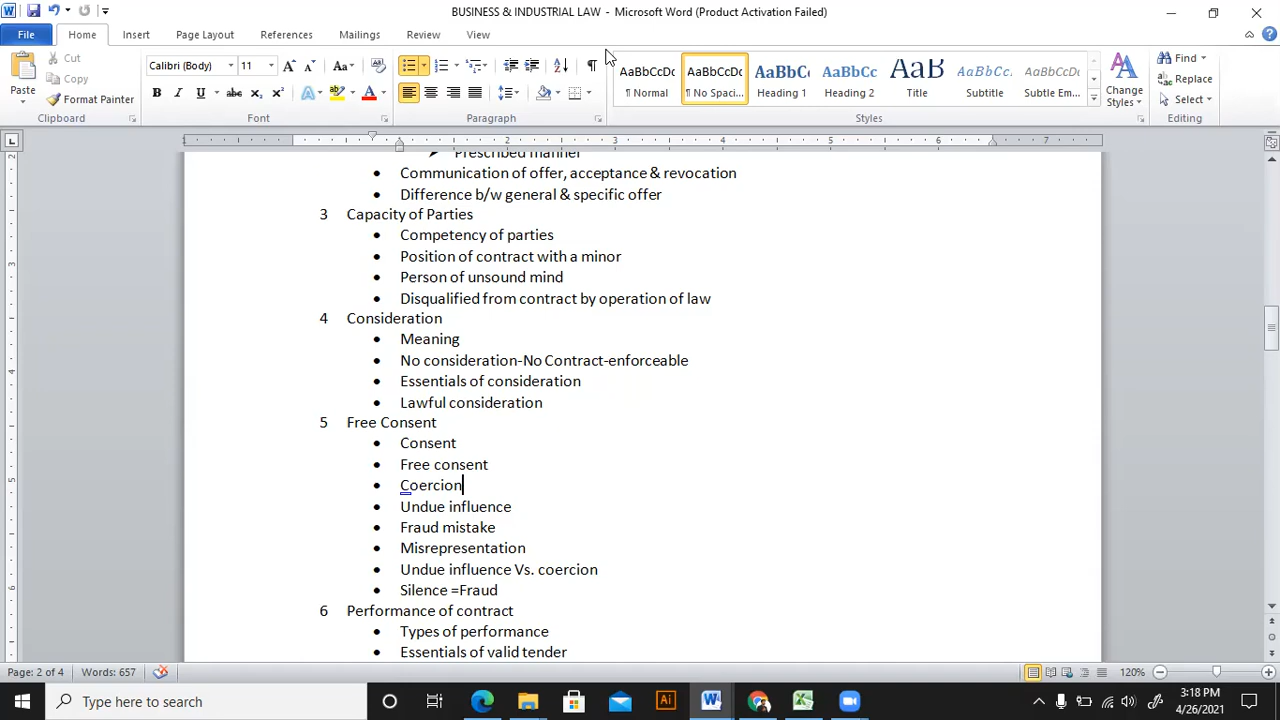 BUSINESS & INDUSTRIAL LAW - Microsoft Word (Product Activation Failed)
File Home Insert Page Layout References Mailings Review View
Paste Cut Copy Format Painter Clipboard
Calibri (Body) 11 Font
Paragraph
AaBbCcDc ¶ Normal AaBbCcDc ¶ No Spaci... AaBbCc Heading 1 AaBbCc Heading 2 AaB Title AaBbCcL Subtitle AaBbCcDc Subtle Em... Change Styles Styles
Find Replace Select Editing
Prescribed manner
• Communication of offer, acceptance & revocation
• Difference b/w general & specific offer
3 Capacity of Parties
• Competency of parties
• Position of contract with a minor
• Person of unsound mind
• Disqualified from contract by operation of law
4 Consideration
• Meaning
• No consideration-No Contract-enforceable
• Essentials of consideration
• Lawful consideration
5 Free Consent
• Consent
• Free consent
• Coercion
• Undue influence
• Fraud mistake
• Misrepresentation
• Undue influence Vs. coercion
• Silence =Fraud
6 Performance of contract
• Types of performance
• Essentials of valid tender
Page: 2 of 4 Words: 657 120%
Type here to search
3:18 PM
4/26/2021